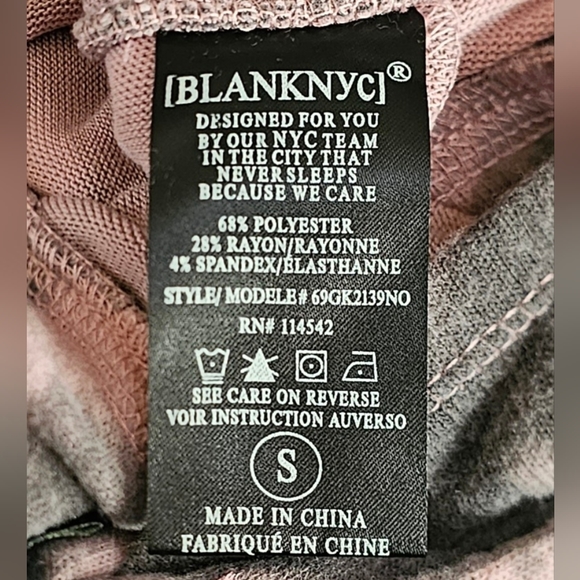 [BLANKNYC]®
DESIGNED FOR YOU
BY OUR NYC TEAM
IN THE CITY THAT
NEVER SLEEPS
BECAUSE WE CARE
68% POLYESTER
28% RAYON/RAYONNE
4% SPANDEX/ÉLASTHANNE
STYLE/ MODELE# 69GK2139NO
RN# 114542
SEE CARE ON REVERSE
VOIR INSTRUCTION AUVERSO
S
MADE IN CHINA
FABRIQUÉ EN CHINE